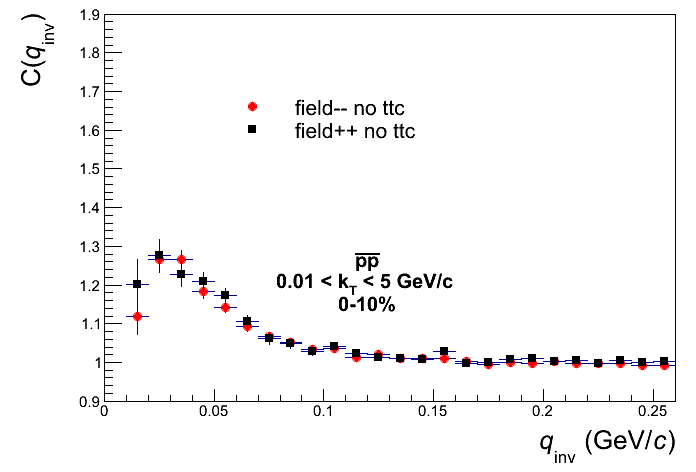 C(q_inv)
1.9
1.8
1.7
1.6
1.5
1.4
1.3
1.2
1.1
1
0.9
field-- no ttc
field++ no ttc
p̅p̅
0.01 < k_T < 5 GeV/c
0-10%
0 0.05 0.1 0.15 0.2 0.25
q_inv (GeV/c)